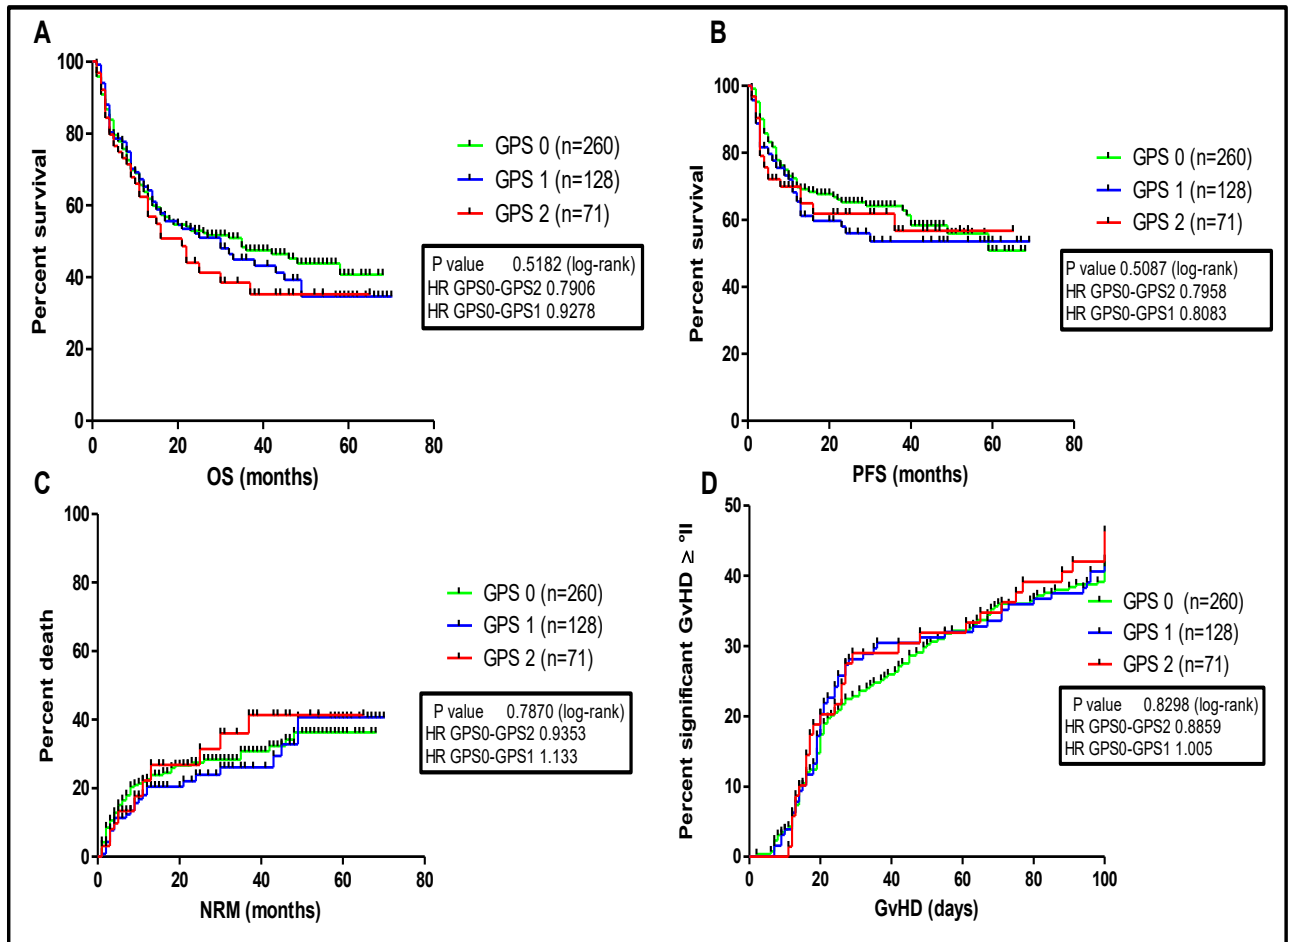 A
Percent survival
100
80
60
40
20
0
0 20 40 60 80
OS (months)
GPS 0 (n=260)
GPS 1 (n=128)
GPS 2 (n=71)
P value 0.5182 (log-rank)
HR GPS0-GPS2 0.7906
HR GPS0-GPS1 0.9278
B
Percent survival
100
80
60
40
20
0
0 20 40 60 80
PFS (months)
GPS 0 (n=260)
GPS 1 (n=128)
GPS 2 (n=71)
P value 0.5087 (log-rank)
HR GPS0-GPS2 0.7958
HR GPS0-GPS1 0.8083
C
Percent death
100
80
60
40
20
0
0 20 40 60 80
NRM (months)
GPS 0 (n=260)
GPS 1 (n=128)
GPS 2 (n=71)
P value 0.7870 (log-rank)
HR GPS0-GPS2 0.9353
HR GPS0-GPS1 1.133
D
Percent significant GvHD ≥ °II
50
40
30
20
10
0
0 20 40 60 80 100
GvHD (days)
GPS 0 (n=260)
GPS 1 (n=128)
GPS 2 (n=71)
P value 0.8298 (log-rank)
HR GPS0-GPS2 0.8859
HR GPS0-GPS1 1.005